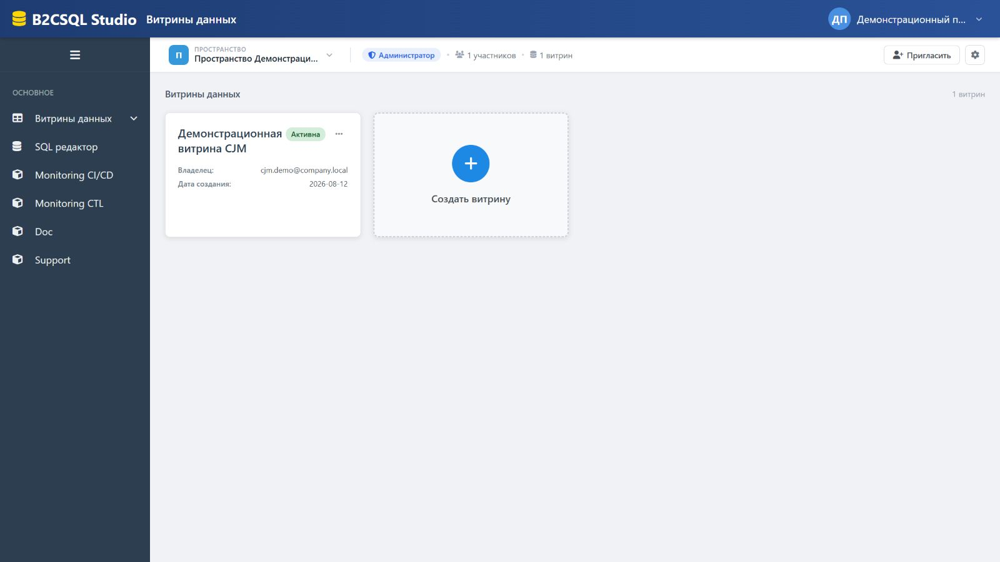 B2CSQL Studio
Витрины данных
ДП
Демонстрационный п...
П
ПРОСТРАНСТВО
Пространство Демонстраци...
Администратор
1 участников
1 витрин
Пригласить
ОСНОВНОЕ
Витрины данных
SQL редактор
Monitoring CI/CD
Monitoring CTL
Doc
Support
Витрины данных
1 витрин
Демонстрационная
витрина CJM
Активна
Владелец:
cjm.demo@company.local
Дата создания:
2026-08-12
Создать витрину